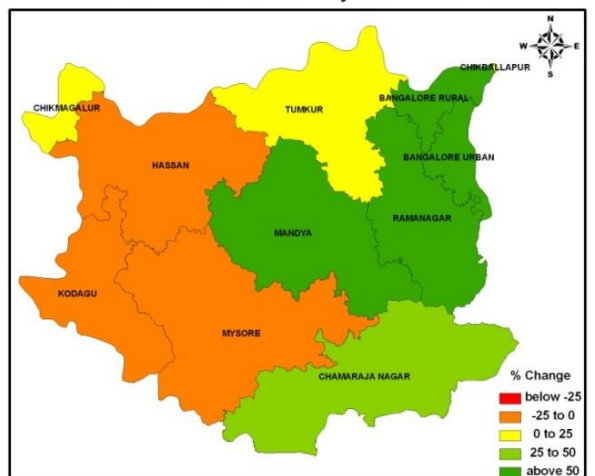 N
W E
S
CHIKBALLAPUR
CHIKMAGALUR
TUMKUR
BANGALORE RURAL
HASSAN
BANGALORE URBAN
RAMANAGAR
MANDYA
KODAGU
MYSORE
CHAMARAJA NAGAR
% Change
below -25
-25 to 0
0 to 25
25 to 50
above 50